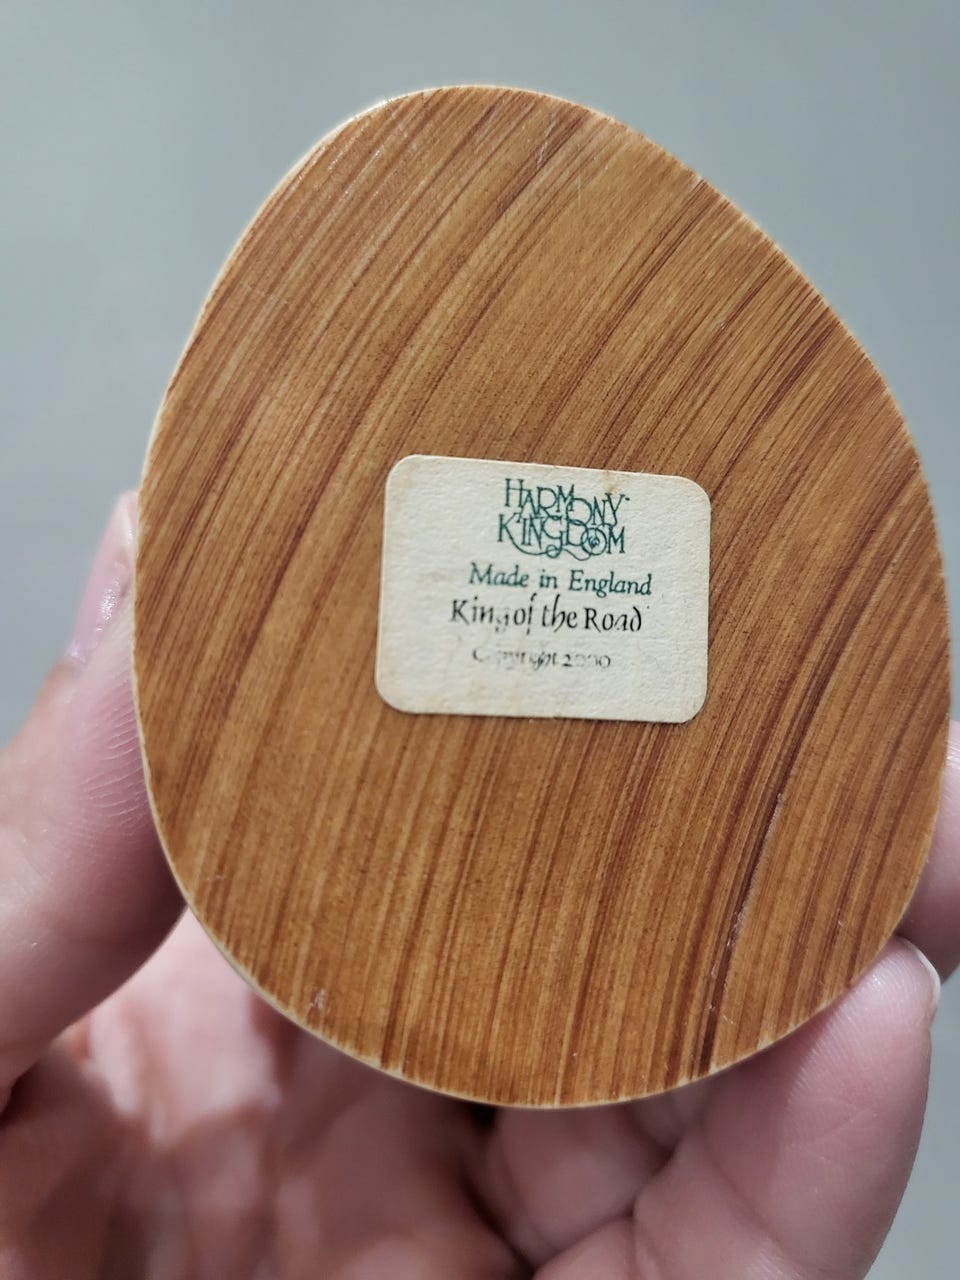 HARMONY
KINGDOM
Made in England
King of the Road
Copyright 2000